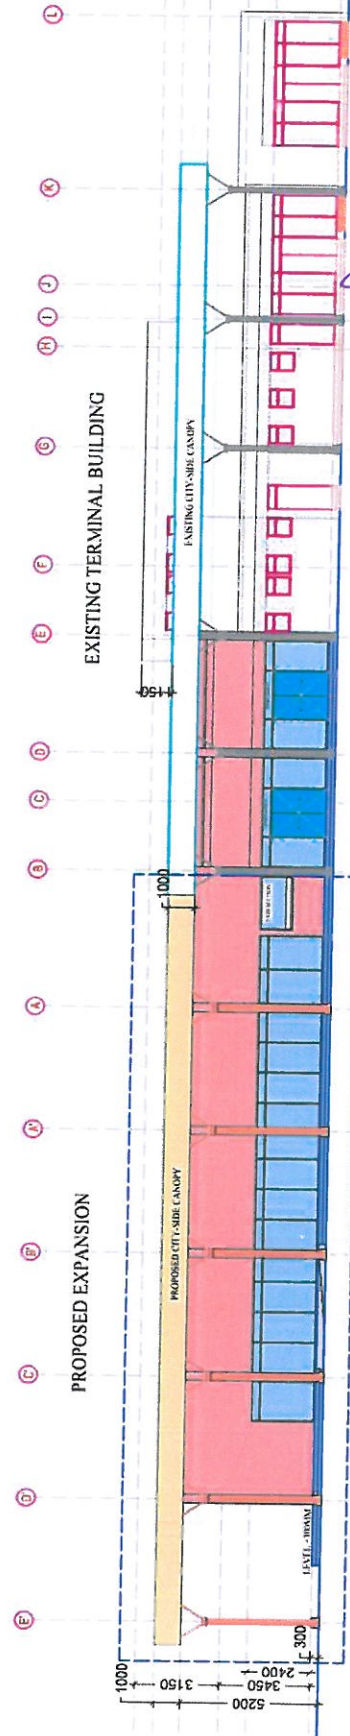 E' D' C' B' A' A B C D E F G H I J K L
PROPOSED EXPANSION
EXISTING TERMINAL BUILDING
1000
1000
1150
PROPOSED CITY-SIDE CANOPY
EXISTING CITY-SIDE CANOPY
3150
3450
2400
5200
300